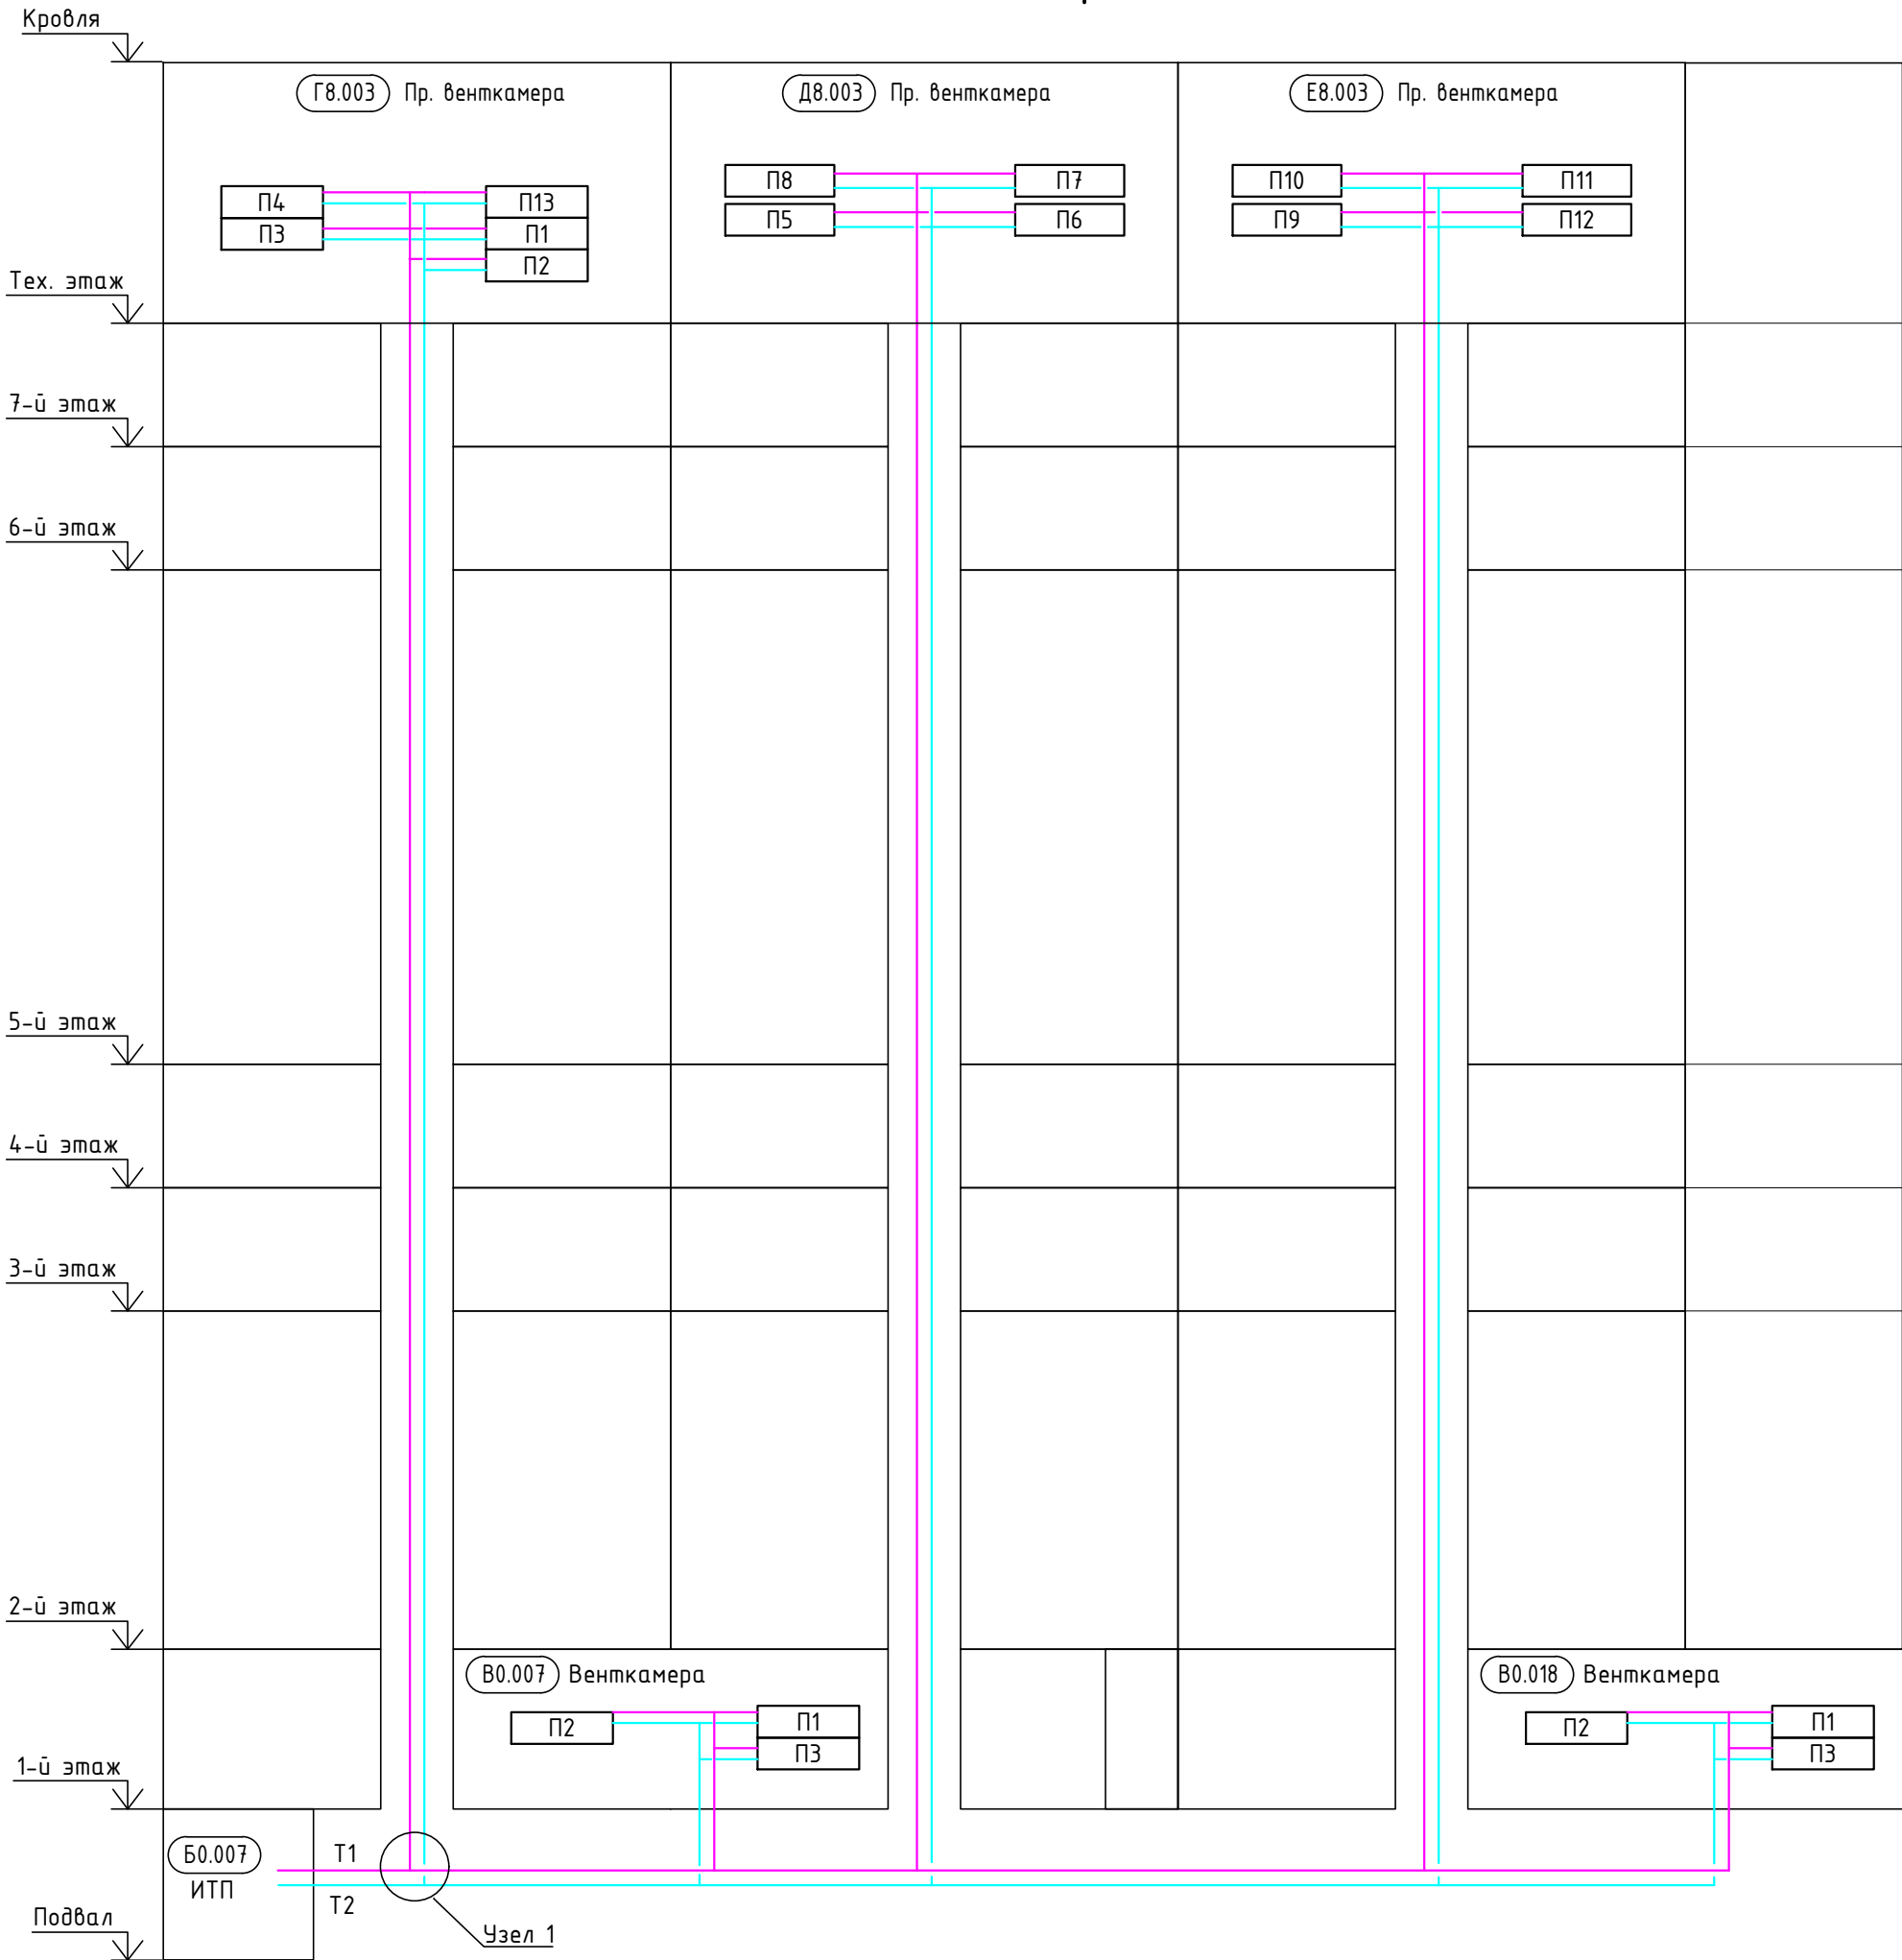 Кровля
Г8.003 Пр. венткамера
Д8.003 Пр. венткамера
Е8.003 Пр. венткамера
П4
П3
П13
П1
П2
П8
П5
П7
П6
П10
П9
П11
П12
Тех. этаж
7-й этаж
6-й этаж
5-й этаж
4-й этаж
3-й этаж
2-й этаж
В0.007 Венткамера
П2
П1
П3
В0.018 Венткамера
П2
П1
П3
1-й этаж
Б0.007
ИТП
Т1
Т2
Узел 1
Подвал